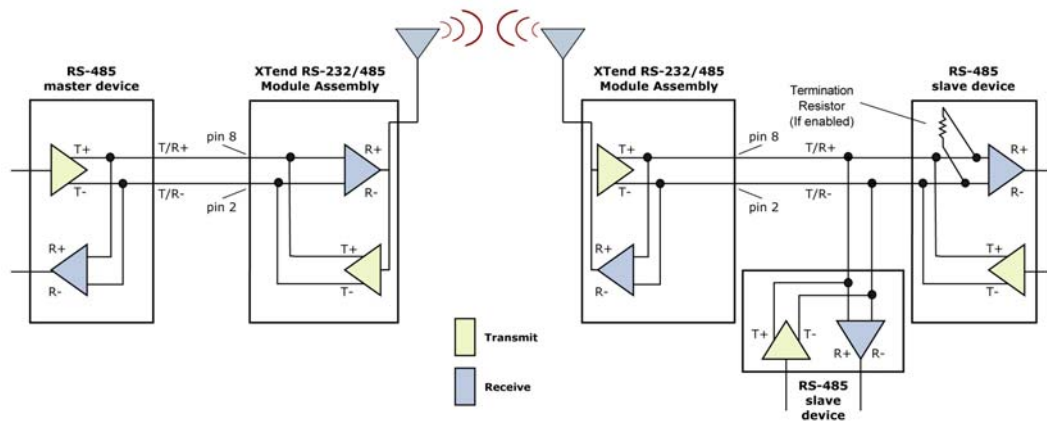 RS-485
master device
XTend RS-232/485
Module Assembly
XTend RS-232/485
Module Assembly
RS-485
slave device
Termination
Resistor
(If enabled)
T+
T-
R+
R-
T/R+
T/R-
pin 8
pin 2
R+
R-
T+
T-
T+
T-
R+
R-
pin 8
T/R+
T/R-
pin 2
R+
R-
T+
T-
T+
T-
R+
R-
RS-485
slave
device
Transmit
Receive